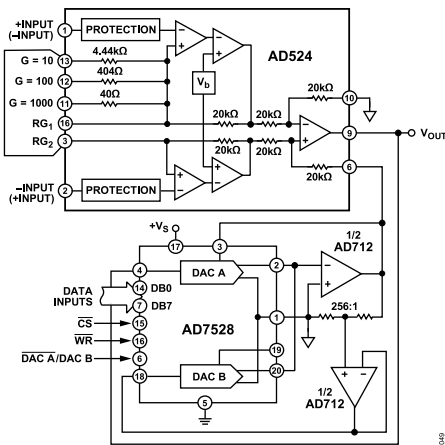 +INPUT
(–INPUT)
1
PROTECTION
AD524
G = 10
13
4.44kΩ
G = 100
12
404Ω
Vb
G = 1000
11
40Ω
20kΩ
10
RG1
16
20kΩ
20kΩ
9
VOUT
RG2
3
20kΩ
20kΩ
20kΩ
6
–INPUT
(+INPUT)
2
PROTECTION
+VS
17
3
1/2
AD712
4
DAC A
2
DATA
INPUTS
14
DB0
7
DB7
1
256:1
CS
15
AD7528
WR
16
19
DAC A/DAC B
6
20
18
DAC B
1/2
AD712
5
049